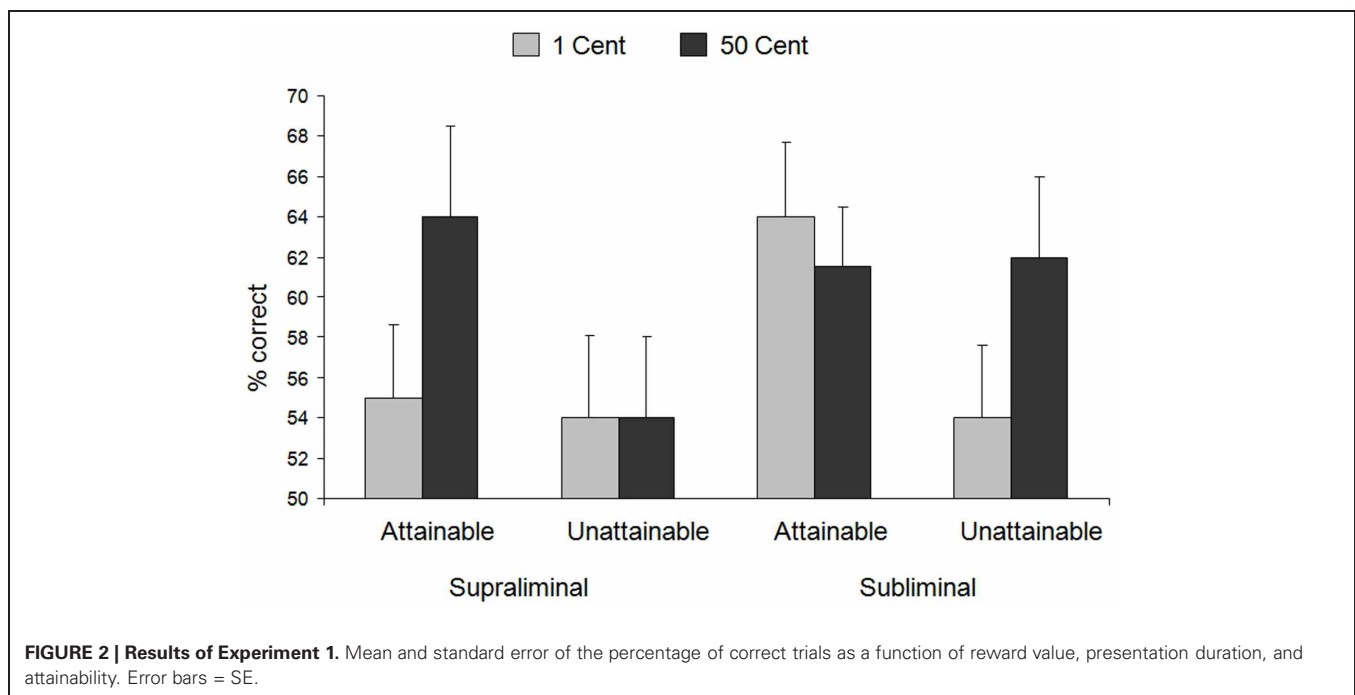 1 Cent 50 Cent
70
68
66
64
62
60
58
56
54
52
50
% correct
Attainable Unattainable Attainable Unattainable
Supraliminal Subliminal
FIGURE 2 | Results of Experiment 1. Mean and standard error of the percentage of correct trials as a function of reward value, presentation duration, and
attainability. Error bars = SE.